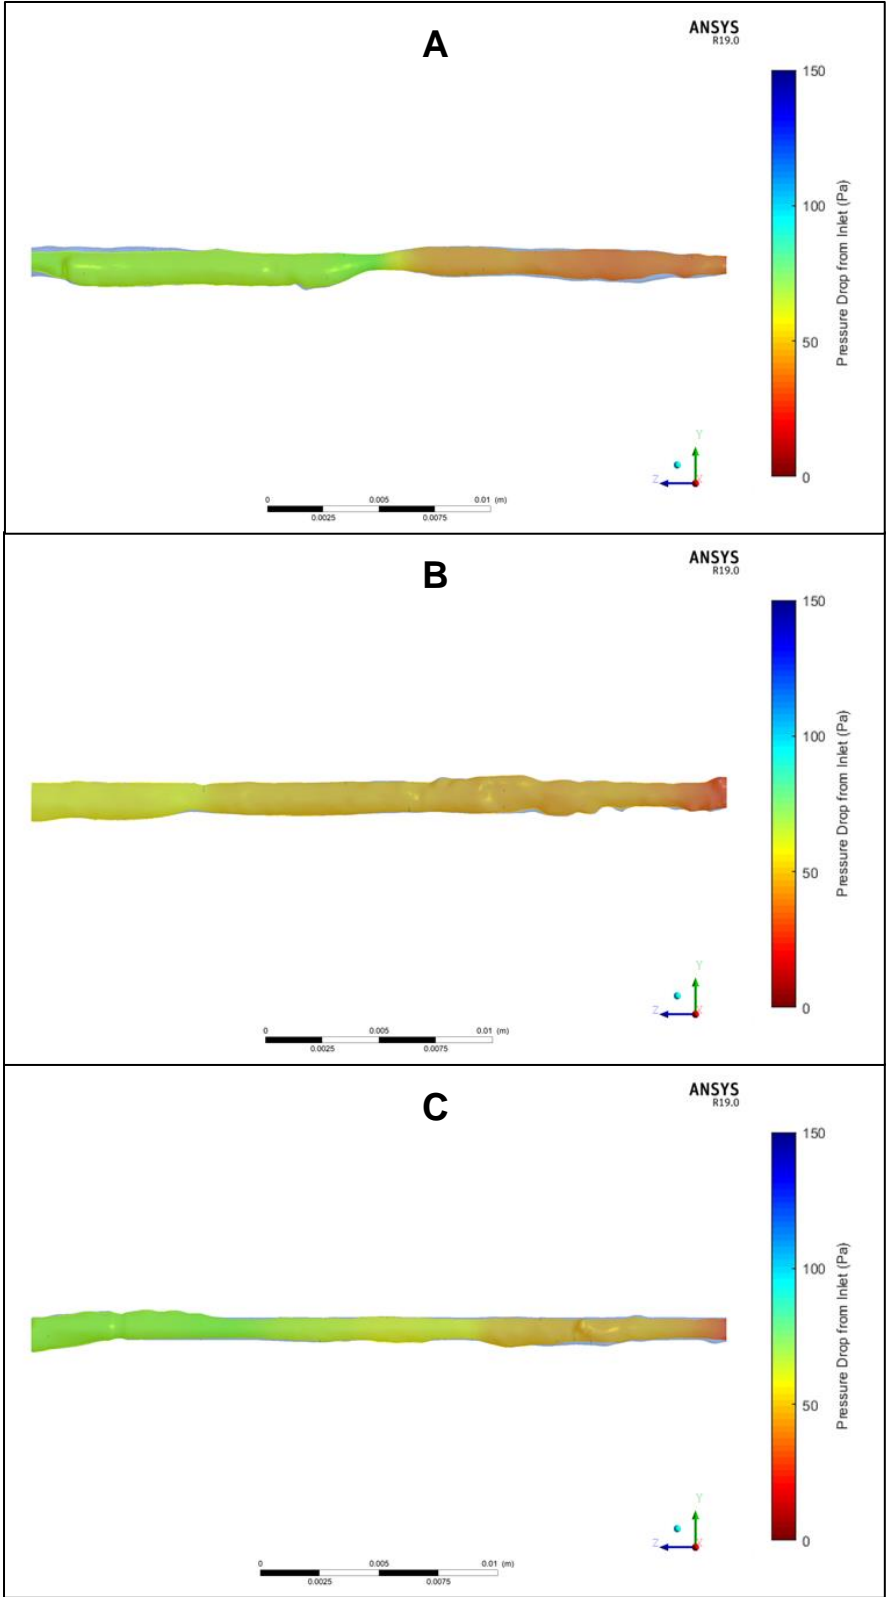 A
ANSYS
R19.0
150
100
50
0
Pressure Drop from Inlet (Pa)
Y
Z
X
0 0.005 0.01 (m)
0.0025 0.0075
B
ANSYS
R19.0
150
100
50
0
Pressure Drop from Inlet (Pa)
Y
Z
X
0 0.005 0.01 (m)
0.0025 0.0075
C
ANSYS
R19.0
150
100
50
0
Pressure Drop from Inlet (Pa)
Y
Z
X
0 0.005 0.01 (m)
0.0025 0.0075